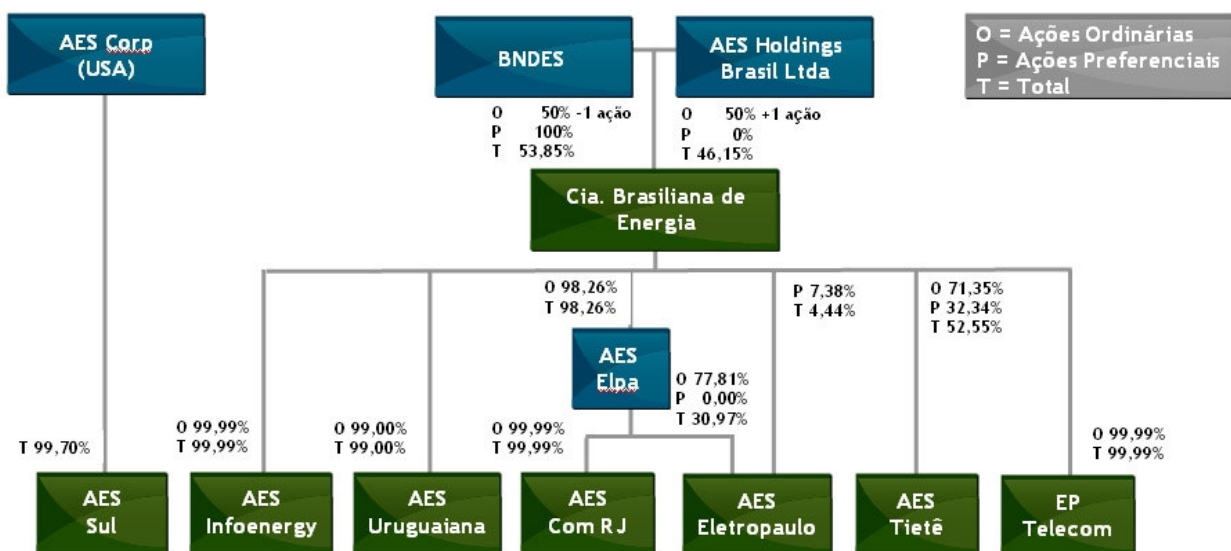 AES Corp
(USA)
BNDES
AES Holdings
Brasil Ltda
O = Ações Ordinárias
P = Ações Preferenciais
T = Total
O 50% -1 ação
P 100%
T 53,85%
O 50% +1 ação
P 0%
T 46,15%
Cia. Brasiliana de
Energia
O 98,26%
T 98,26%
P 7,38%
T 4,44%
O 71,35%
P 32,34%
T 52,55%
AES
Elpa
O 77,81%
P 0,00%
T 30,97%
T 99,70%
O 99,99%
T 99,99%
O 99,00%
T 99,00%
O 99,99%
T 99,99%
O 99,99%
T 99,99%
AES
Sul
AES
Infoenergy
AES
Uruguaiana
AES
Com RJ
AES
Eletropaulo
AES
Tietê
EP
Telecom